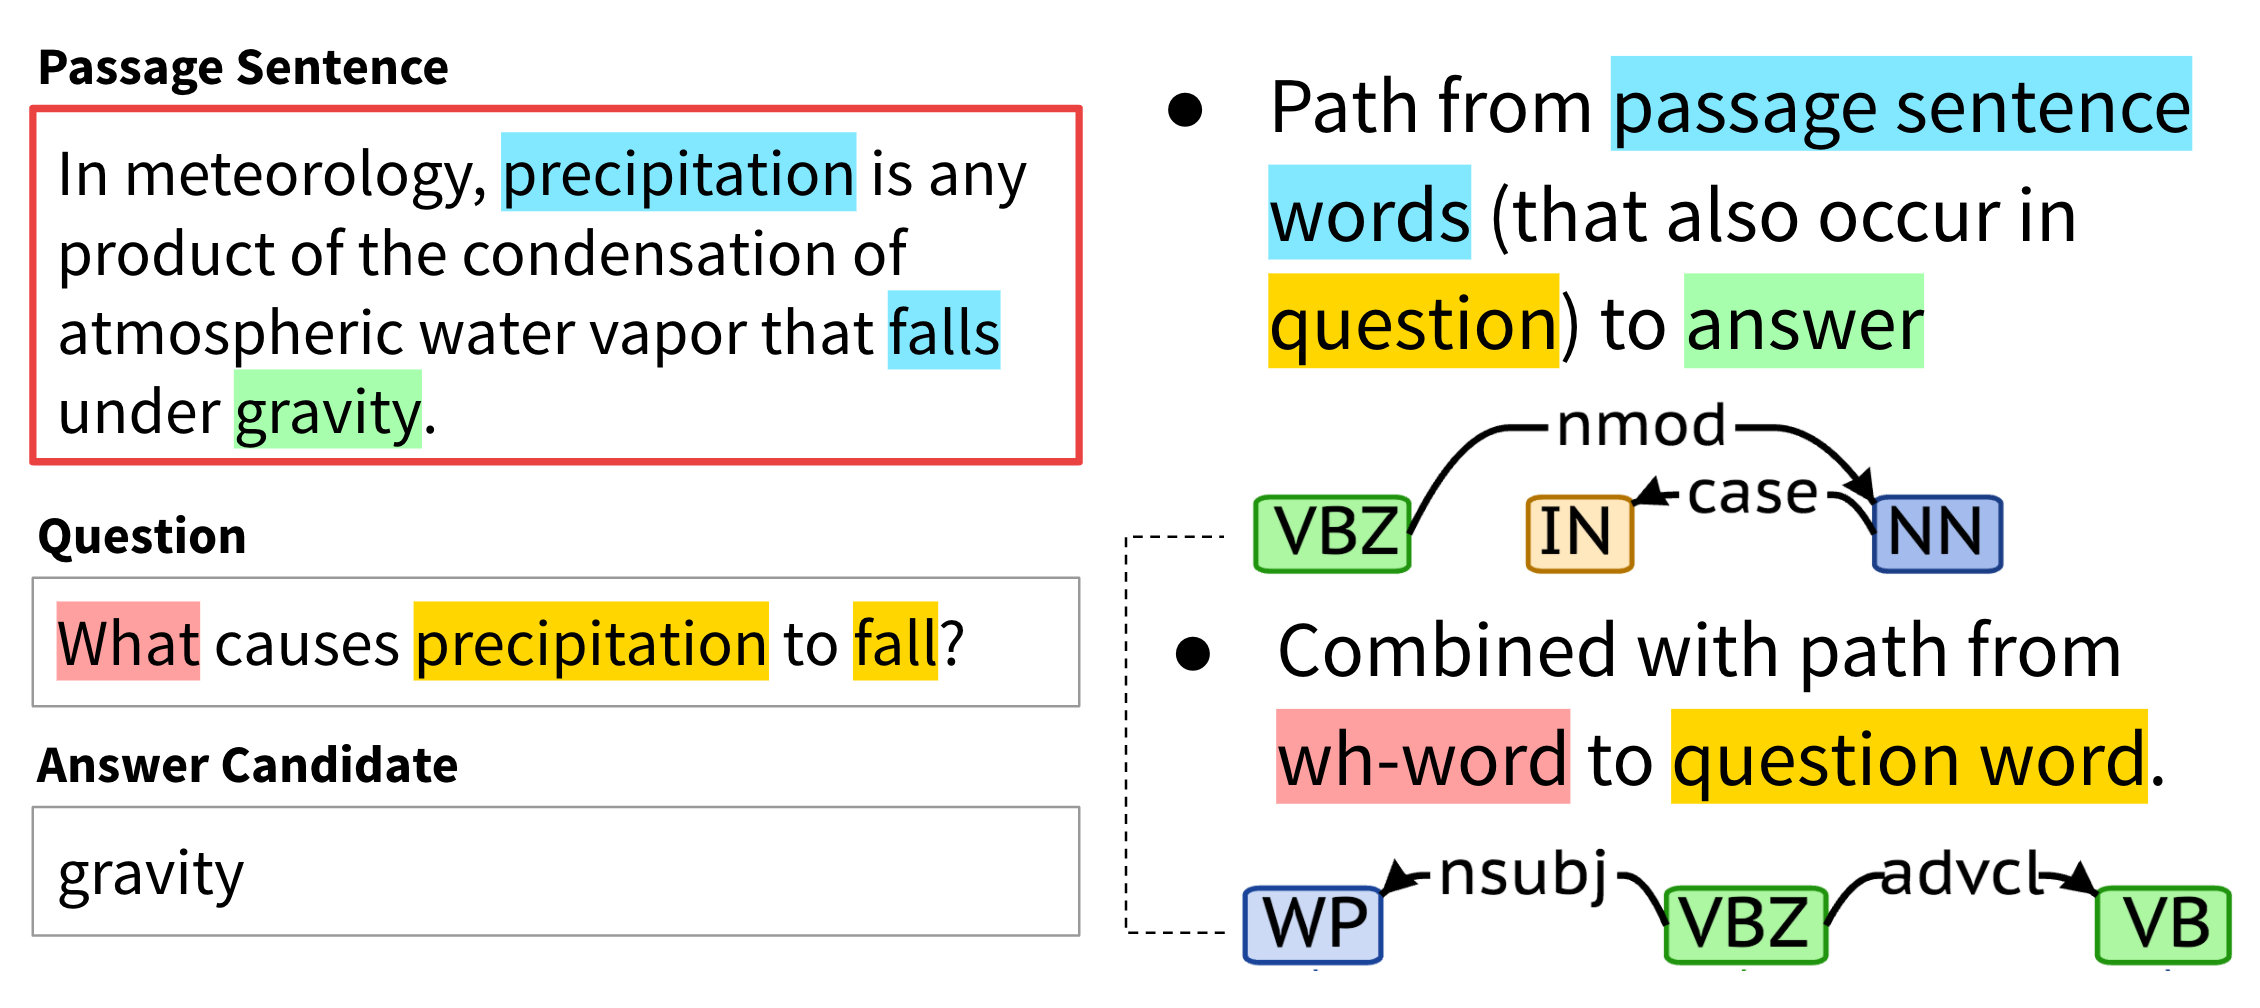 Passage Sentence
In meteorology, precipitation is any
product of the condensation of
atmospheric water vapor that falls
under gravity.
Question
What causes precipitation to fall?
Answer Candidate
gravity
● Path from passage sentence
words (that also occur in
question) to answer
nmod
case
VBZ IN NN
● Combined with path from
wh-word to question word.
nsubj advcl
WP VBZ VB